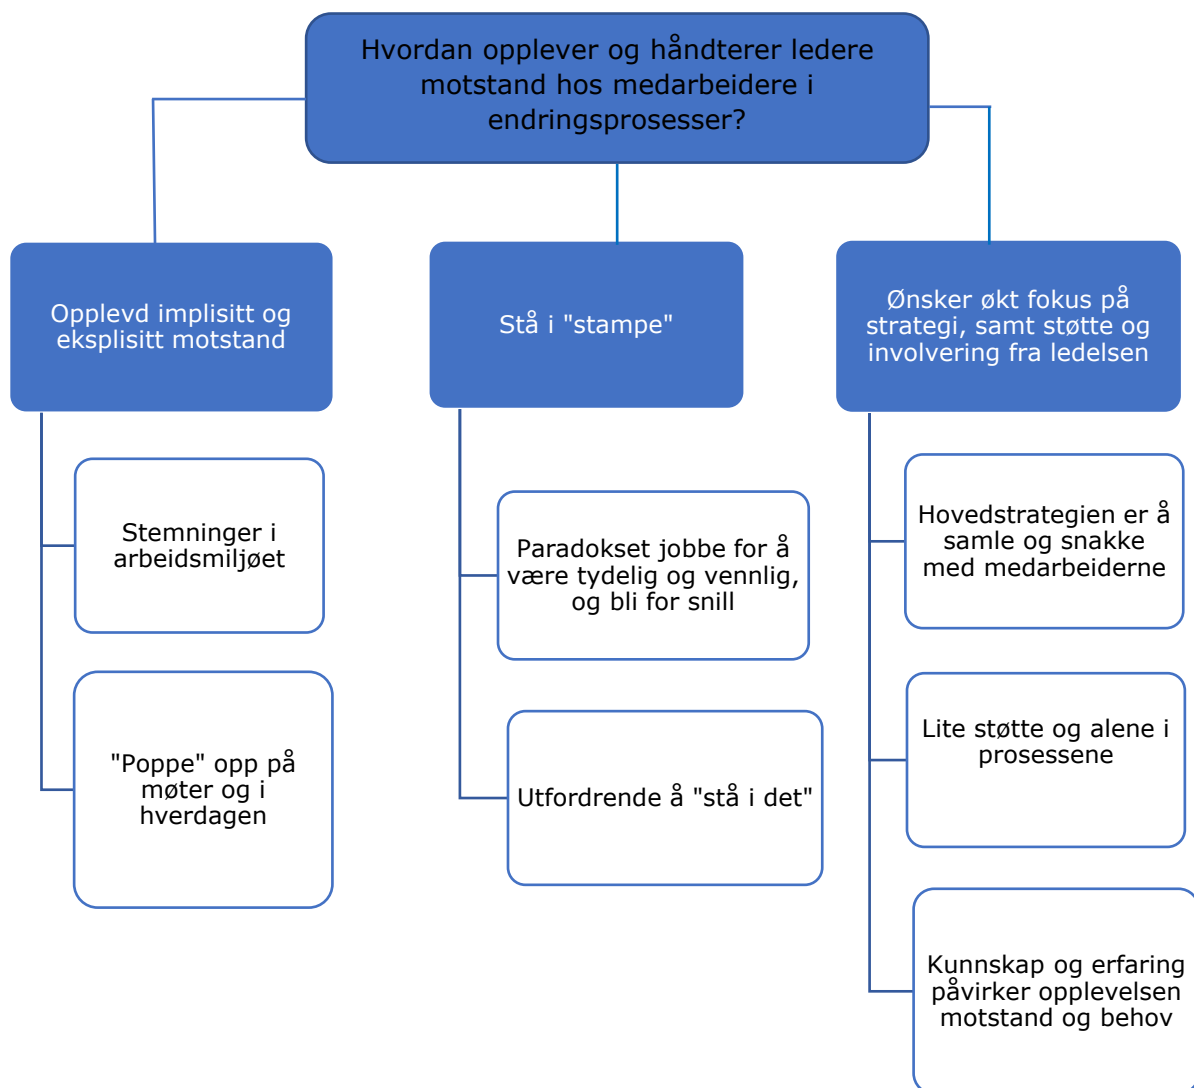 Hvordan opplever og håndterer ledere
motstand hos medarbeidere i
endringsprosesser?
Opplevd implisitt og
eksplisitt motstand
Stemninger i
arbeidsmiljøet
"Poppe" opp på
møter og i
hverdagen
Stå i "stampe"
Paradokset jobbe for å
være tydelig og vennlig,
og bli for snill
Utfordrende å "stå i det"
Ønsker økt fokus på
strategi, samt støtte og
involvering fra ledelsen
Hovedstrategien er å
samle og snakke
med medarbeiderne
Lite støtte og alene i
prosessene
Kunnskap og erfaring
påvirker opplevelsen
motstand og behov